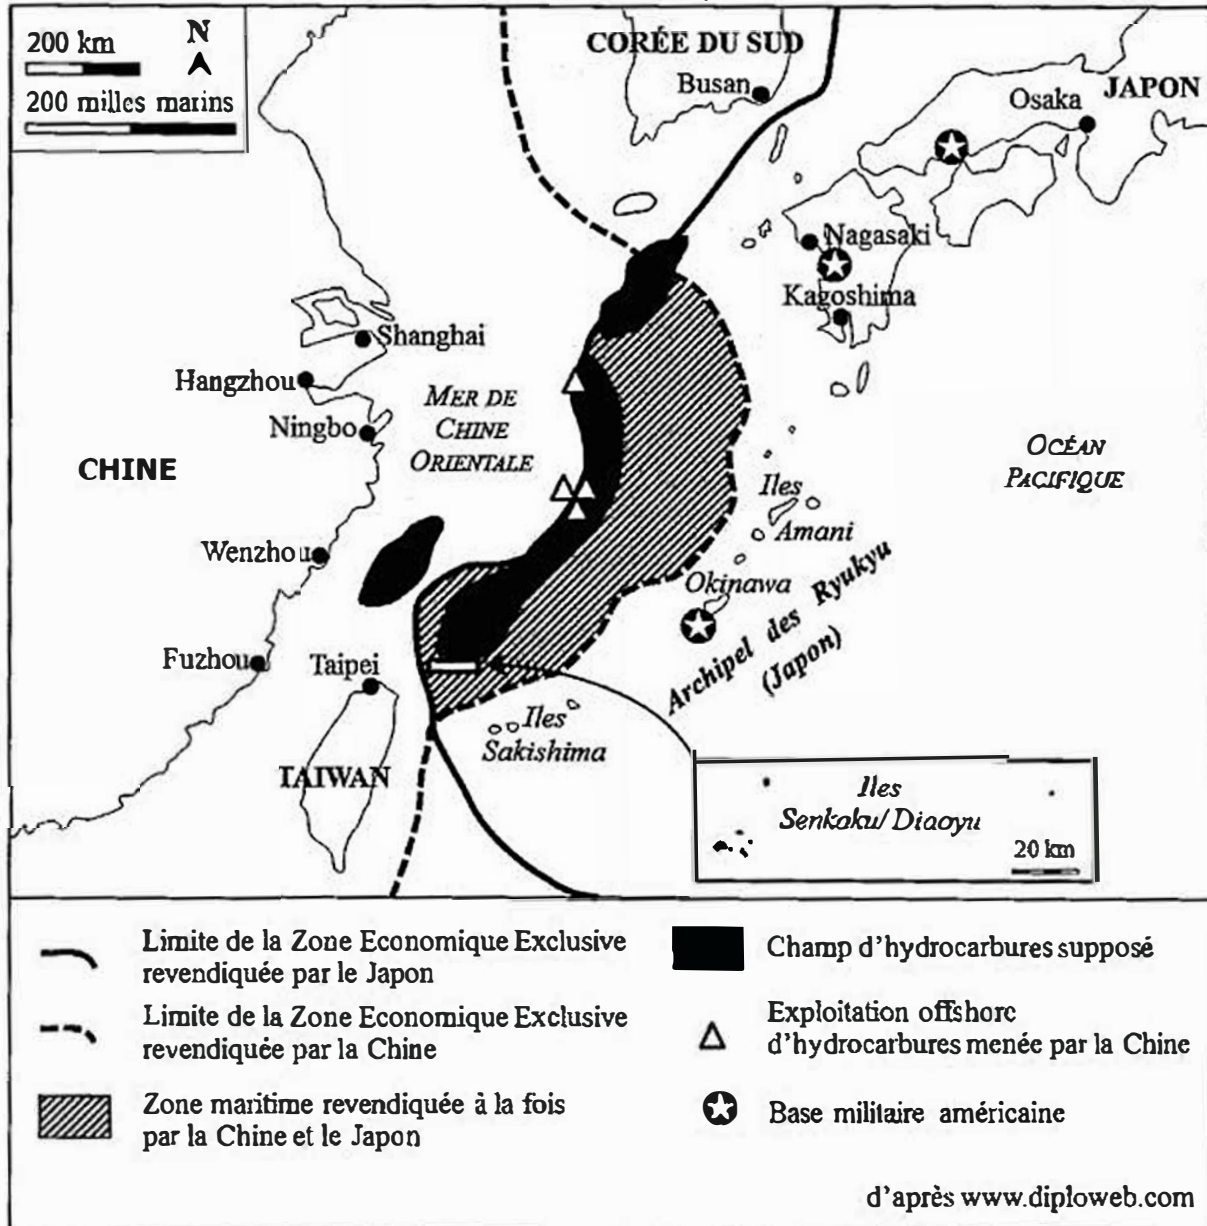 200 km
N
200 milles marins
CORÉE DU SUD
Busan
JAPON
Osaka
Nagasaki
Kagoshima
Shanghai
Hangzhou
Ningbo
MER DE
CHINE
ORIENTALE
CHINE
OCÉAN
PACIFIQUE
Iles
Amani
Wenzhou
Okinawa
Archipel des Ryukyu
(Japon)
Fuzhou
Taipei
Iles
Sakishima
TAIWAN
Iles
Senkaku/Diaoyu
20 km
Limite de la Zone Economique Exclusive
revendiquée par le Japon
Limite de la Zone Economique Exclusive
revendiquée par la Chine
Zone maritime revendiquée à la fois
par la Chine et le Japon
Champ d'hydrocarbures supposé
Exploitation offshore
d'hydrocarbures menée par la Chine
Base militaire américaine
d'après www.diploweb.com